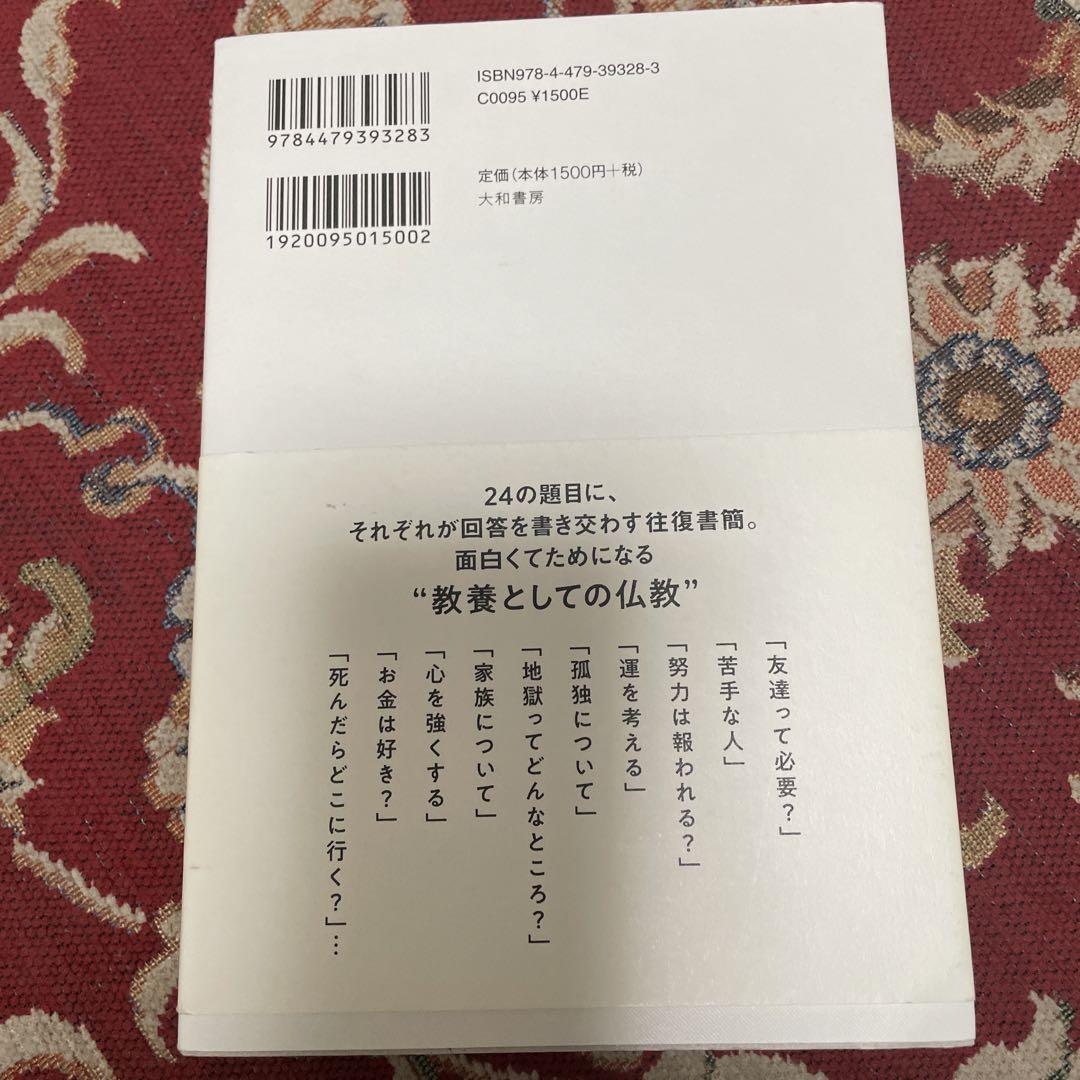 ISBN978-4-479-39328-3
C0095 ¥1500E
9784479393283
定価(本体1500円+税)
大和書房
1920095015002
24の題目に、
それぞれが回答を書き交わす往復書簡。
面白くてためになる
“教養としての仏教”
「友達って必要?」
「苦手な人」
「努力は報われる?」
「運を考える」
「孤独について」
「地獄ってどんなところ?」
「家族について」
「心を強くする」
「お金は好き?」
「死んだらどこに行く?」…